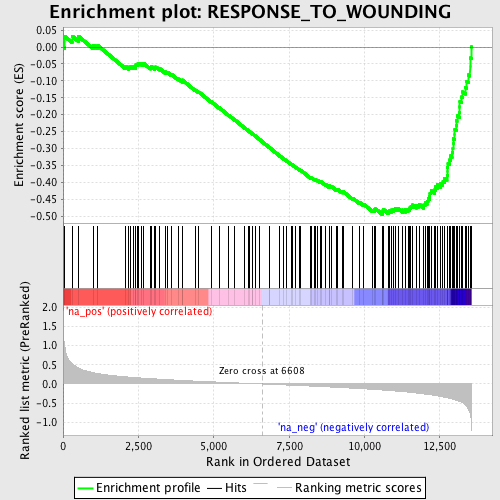 Enrichment plot: RESPONSE_TO_WOUNDING
Enrichment score (ES)
0.05
0.00
-0.05
-0.10
-0.15
-0.20
-0.25
-0.30
-0.35
-0.40
-0.45
-0.50
'na_pos' (positively correlated)
Ranked list metric (PreRanked)
2.0
1.5
1.0
0.5
0.0
-0.5
-1.0
Zero cross at 6608
'na_neg' (negatively correlated)
0 2,500 5,000 7,500 10,000 12,500
Rank in Ordered Dataset
Enrichment profile Hits Ranking metric scores